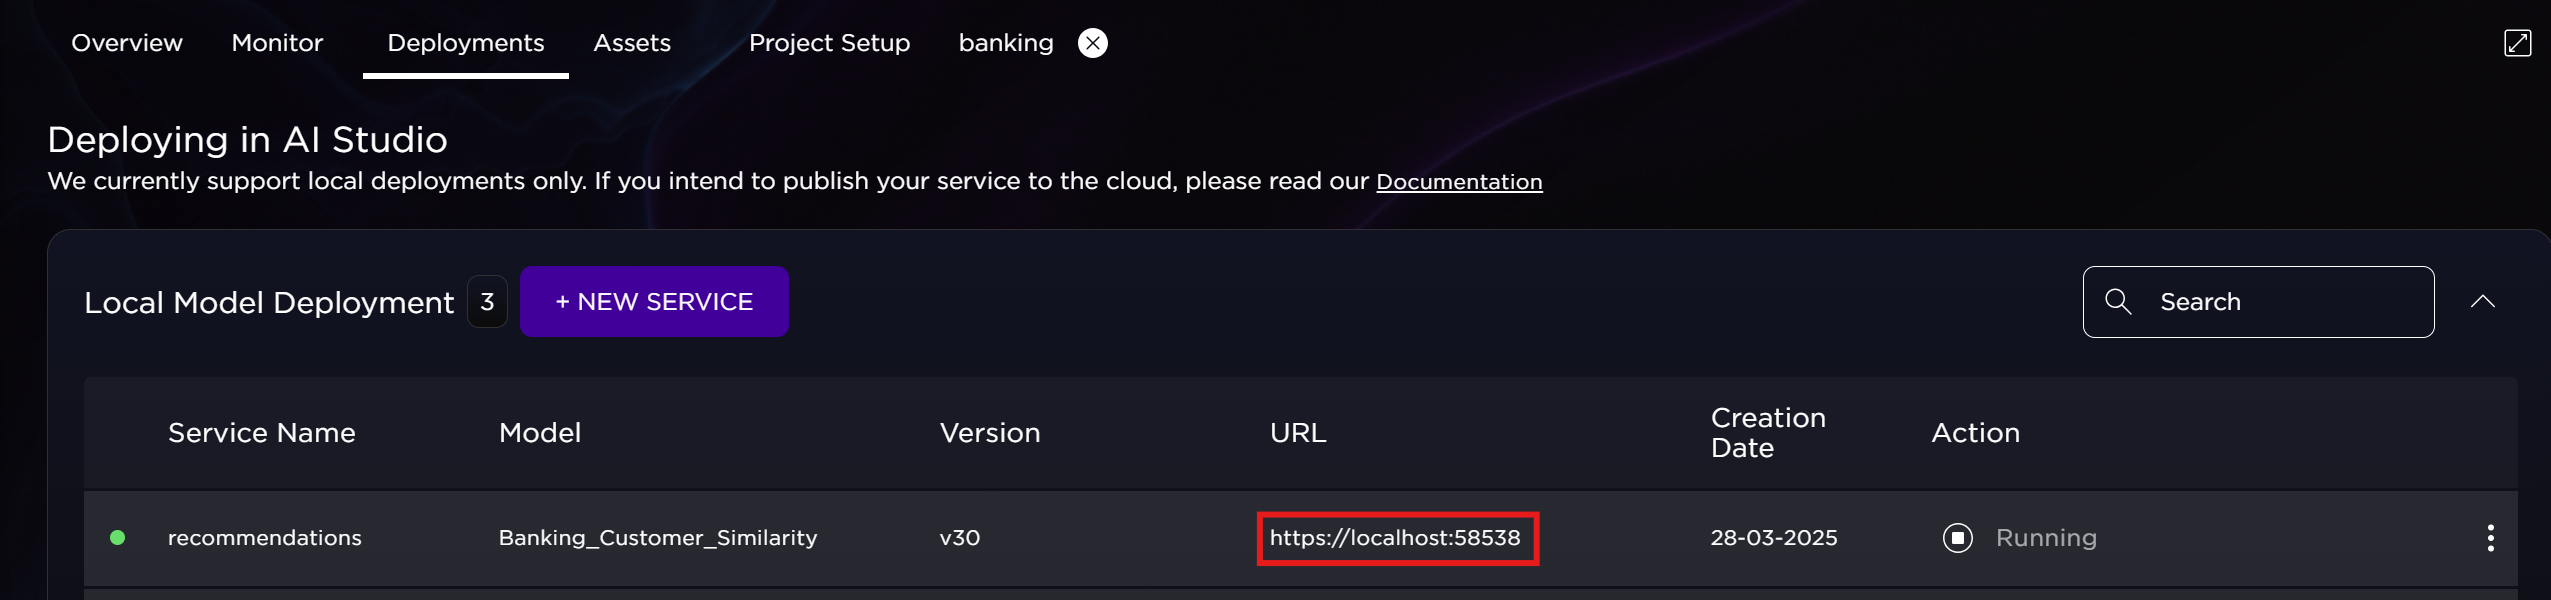 Overview Monitor Deployments Assets Project Setup banking
Deploying in AI Studio
We currently support local deployments only. If you intend to publish your service to the cloud, please read our Documentation
Local Model Deployment 3 + NEW SERVICE Search
Service Name Model Version URL Creation Date Action
recommendations Banking_Customer_Similarity v30 https://localhost:58538 28-03-2025 Running